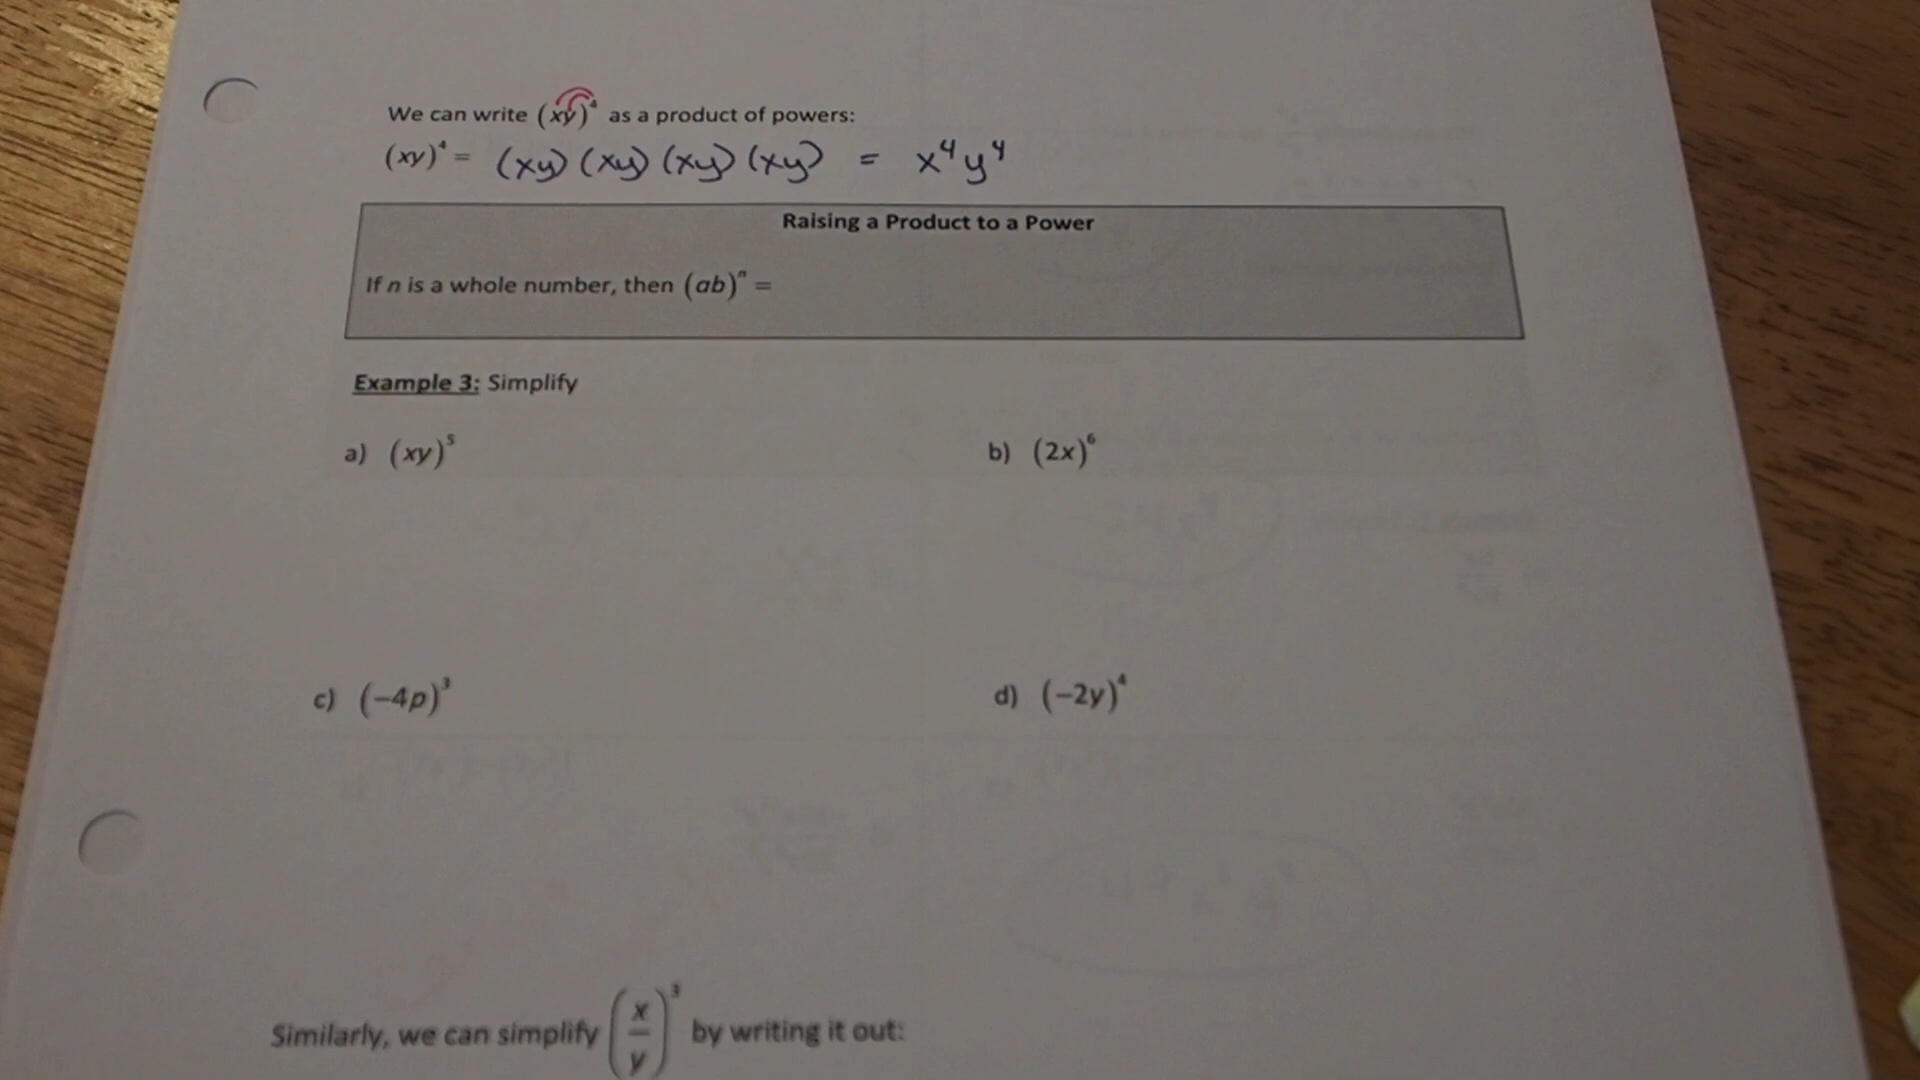 We can write (xy)⁴ as a product of powers:
(xy)⁴ = (xy) (xy) (xy) (xy) = x⁴y⁴
Raising a Product to a Power
If n is a whole number, then (ab)ⁿ =
Example 3: Simplify
a) (xy)⁵ b) (2x)⁶
c) (−4p)³ d) (−2y)⁴
Similarly, we can simplify (x/y)³ by writing it out: